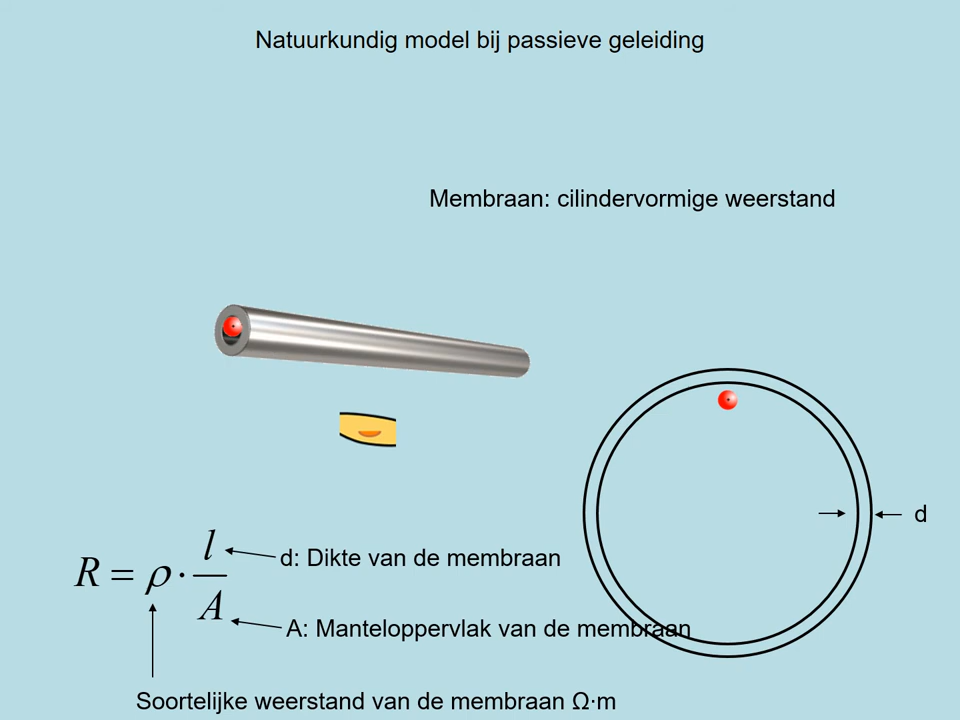 Natuurkundig model bij passieve geleiding
Membraan: cilindervormige weerstand
d
R = ρ · l / A
d: Dikte van de membraan
A: Manteloppervlak van de membraan
Soortelijke weerstand van de membraan Ω·m